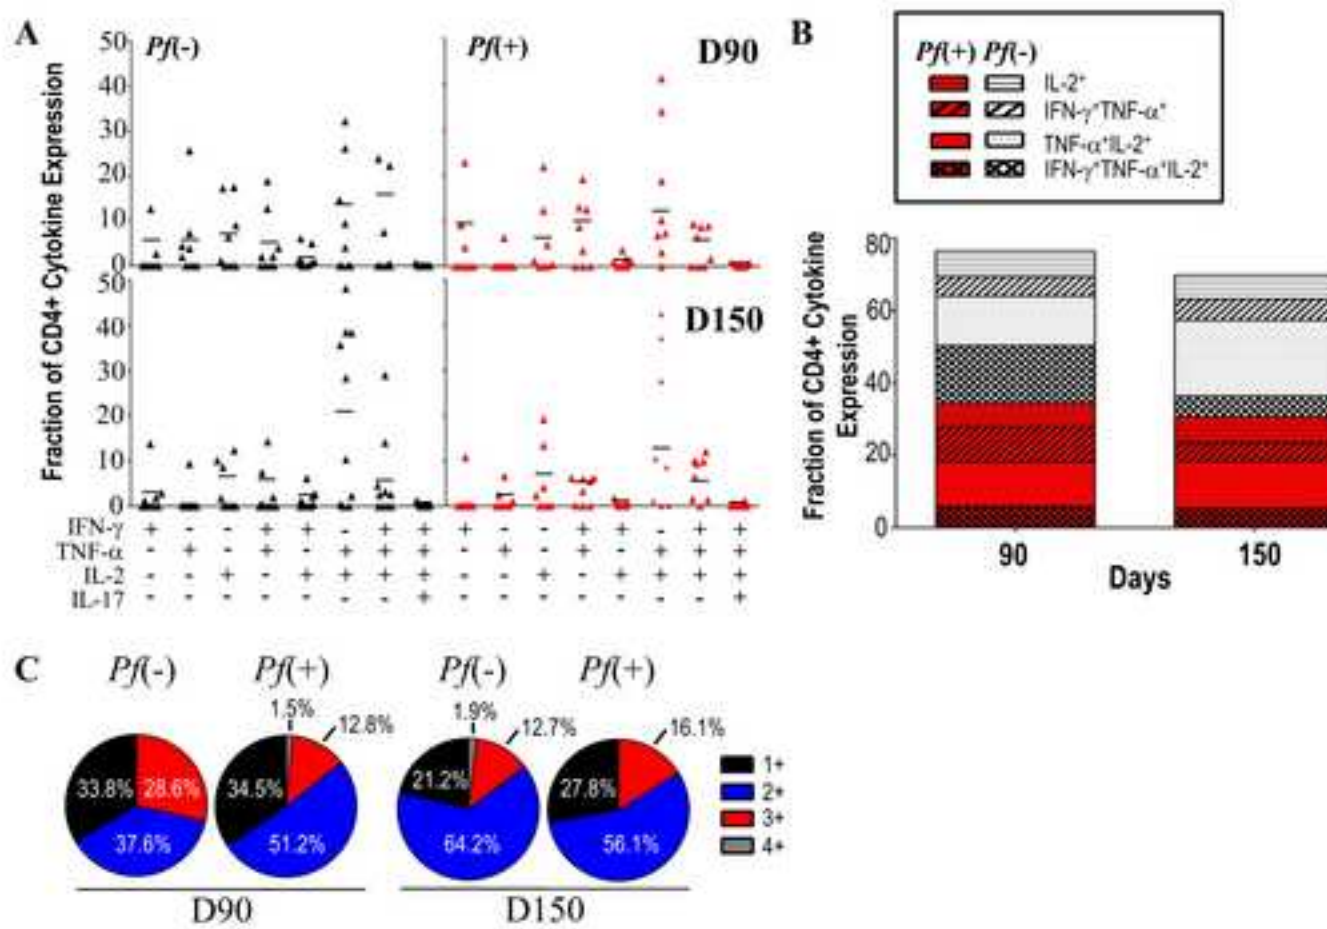 A
Pf(-)
Pf(+)
D90
50
40
30
20
10
0
D150
50
40
30
20
10
0
Fraction of CD4+ Cytokine Expression
IFN-γ + - - + + - + + + - - + + - + +
TNF-α - + - + - + + + - + - + - + + +
IL-2 - - + - + + + + - - + - + + + +
IL-17 - - - - - - - + - - - - - - - +
B
Pf(+) Pf(-)
IL-2⁺
IFN-γ⁺TNF-α⁺
TNF-α⁺IL-2⁺
IFN-γ⁺TNF-α⁺IL-2⁺
Fraction of CD4+ Cytokine
Expression
80
60
40
20
0
90
150
Days
C
Pf(-)
Pf(+)
Pf(-)
Pf(+)
33.8%
28.6%
37.6%
1.5%
12.8%
34.5%
51.2%
1.9%
12.7%
21.2%
64.2%
16.1%
27.8%
56.1%
1+
2+
3+
4+
D90
D150